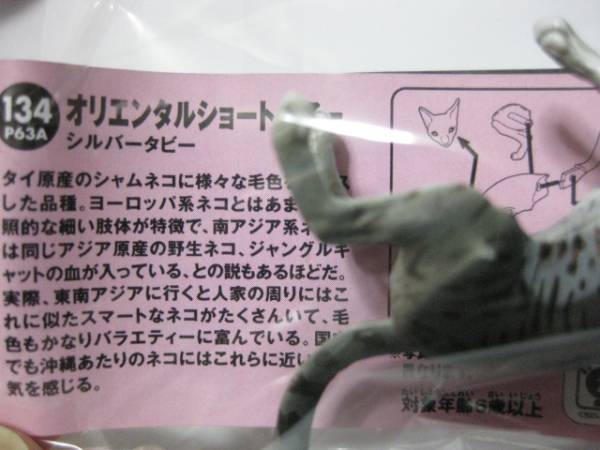 134
P63A
オリエンタルショート
シルバータビー
タイ原産のシャムネコに様々な毛色
した品種。ヨーロッパ系ネコとはあま
照的な細い肢体が特徴で、南アジア系
は同じアジア原産の野生ネコ、ジャングルキ
ャットの血が入っている、との説もあるほどだ。
実際、東南アジアに行くと人家の周りにはこ
れに似たスマートなネコがたくさんいて、毛
色もかなりバラエティーに富んでいる。国
でも沖縄あたりのネコにはこれらに近い
気を感じる。
対象年齢6歳以上